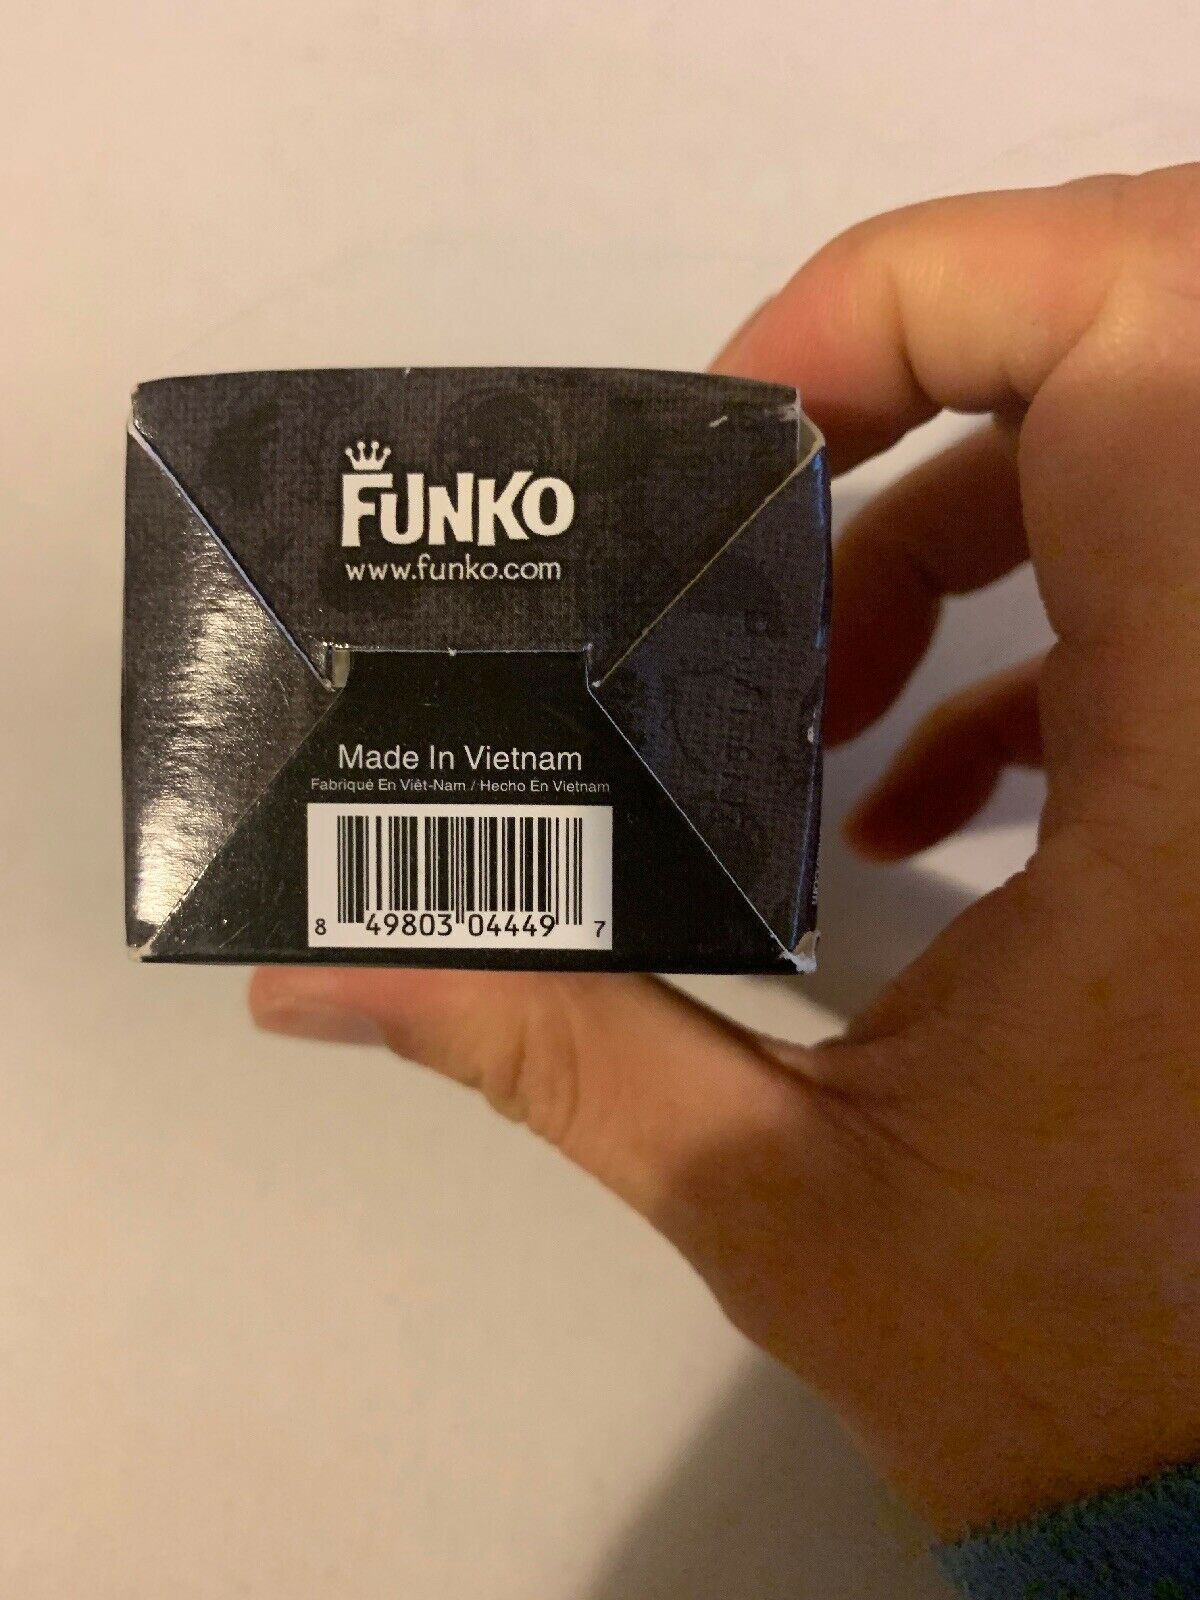 FUNKO
www.funko.com
Made In Vietnam
Fabriqué En Viêt-Nam / Hecho En Vietnam
8 49803 04449 7